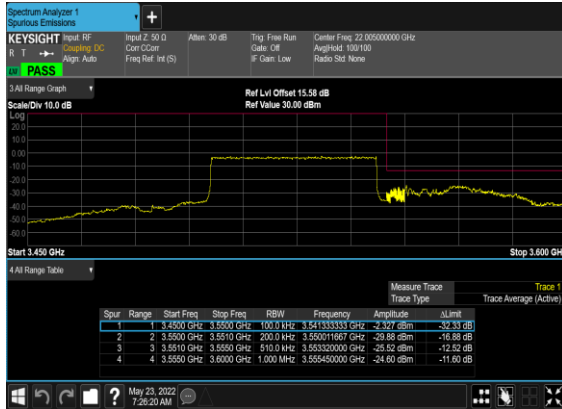 Spectrum Analyzer 1
Spurious Emissions
KEYSIGHT Input: RF Input Z: 50 Ω Atten: 30 dB Trig: Free Run Center Freq: 22.005000000 GHz
R T Coupling: DC Corr CCorr Gate: Off Avg|Hold: 100/100
Align: Auto Freq Ref: Int (S) IF Gain: Low Radio Std: None
PASS
3 All Range Graph
Ref Lvl Offset 15.58 dB
Scale/Div 10.0 dB Ref Value 30.00 dBm
Log
20.0
10.0
0.00
-10.0
-20.0
-30.0
-40.0
-50.0
-60.0
Start 3.450 GHz Stop 3.600 GH
4 All Range Table
Measure Trace Trace 1
Trace Type Trace Average (Active)
Spur Range Start Freq Stop Freq RBW Frequency Amplitude ΔLimit
1 1 3.4500 GHz 3.5500 GHz 100.0 kHz 3.541333333 GHz -2.327 dBm -32.33 dB
2 2 3.5500 GHz 3.5510 GHz 200.0 kHz 3.550011667 GHz -29.88 dBm -16.88 dB
3 3 3.5510 GHz 3.5550 GHz 510.0 kHz 3.553320000 GHz -25.52 dBm -12.52 dB
4 4 3.5550 GHz 3.6000 GHz 1.000 MHz 3.555450000 GHz -24.60 dBm -11.60 dB
? May 23, 2022
7:26:20 AM